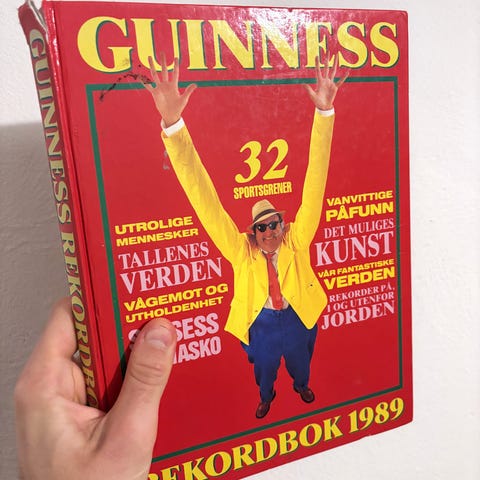 GUINNESS
GUINNESS REKORDBO
32
SPORTSGRENER
UTROLIGE
MENNESKER
TALLENES
VERDEN
VÅGEMOT OG
UTHOLDENHET
VANVITTIGE
PÅFUNN
DET MULIGES
KUNST
VÅR FANTASTISKE
VERDEN
REKORDER PÅ,
I OG UTENFOR
JORDEN
REKORDBOK 1989